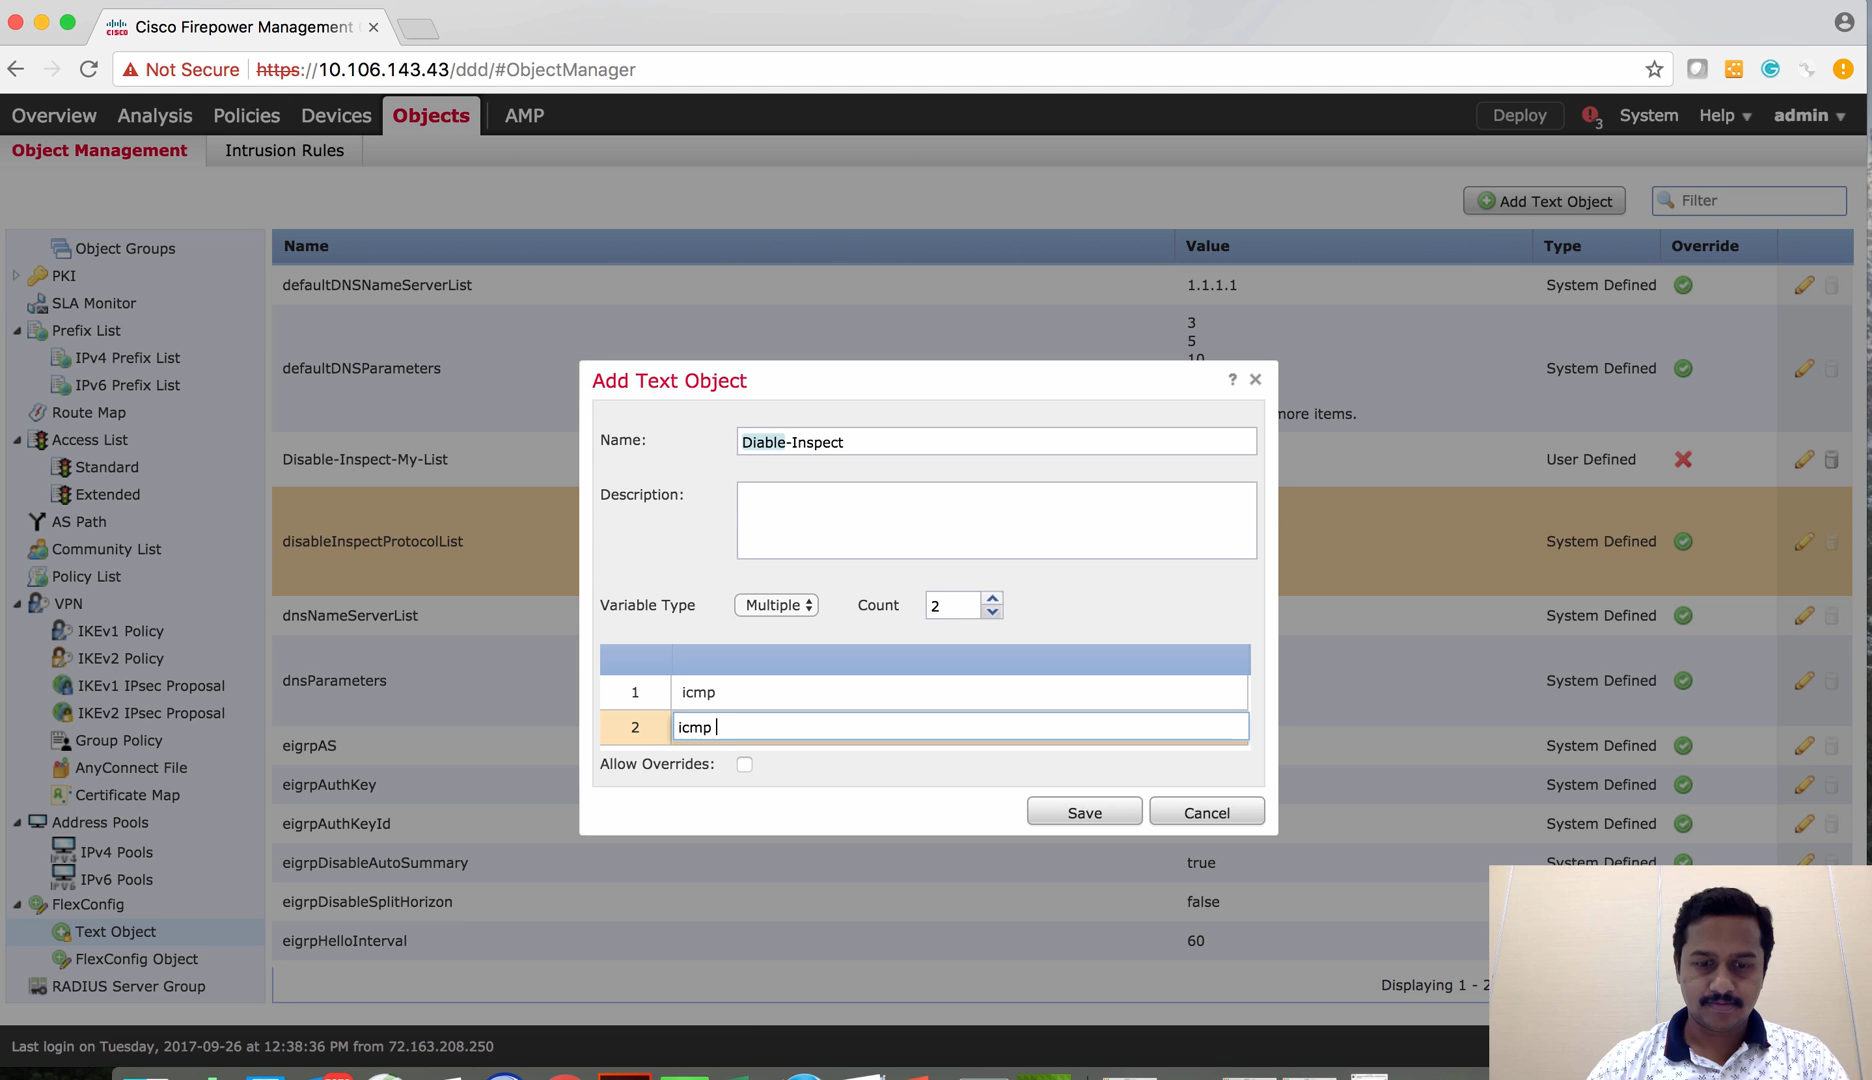 Cisco Firepower Management
Not Secure https://10.106.143.43/ddd/#ObjectManager
Overview Analysis Policies Devices Objects AMP Deploy 3 System Help admin
Object Management Intrusion Rules
Add Text Object Filter
Object Groups
PKI
SLA Monitor
Prefix List
IPv4 Prefix List
IPv6 Prefix List
Route Map
Access List
Standard
Extended
AS Path
Community List
Policy List
VPN
IKEv1 Policy
IKEv2 Policy
IKEv1 IPsec Proposal
IKEv2 IPsec Proposal
Group Policy
AnyConnect File
Certificate Map
Address Pools
IPv4 Pools
IPv6 Pools
FlexConfig
Text Object
FlexConfig Object
RADIUS Server Group
Name Value Type Override
defaultDNSNameServerList 1.1.1.1 System Defined
3
5
10
defaultDNSParameters System Defined
more items.
Disable-Inspect-My-List User Defined
disableInspectProtocolList System Defined
dnsNameServerList System Defined
dnsParameters System Defined
eigrpAS System Defined
eigrpAuthKey System Defined
eigrpAuthKeyId System Defined
eigrpDisableAutoSummary true System Defined
eigrpDisableSplitHorizon false
eigrpHelloInterval 60
Displaying 1 - 2
Add Text Object ?
Name: Diable-Inspect
Description:
Variable Type Multiple Count 2
1 icmp
2 icmp
Allow Overrides:
Save Cancel
Last login on Tuesday, 2017-09-26 at 12:38:36 PM from 72.163.208.250